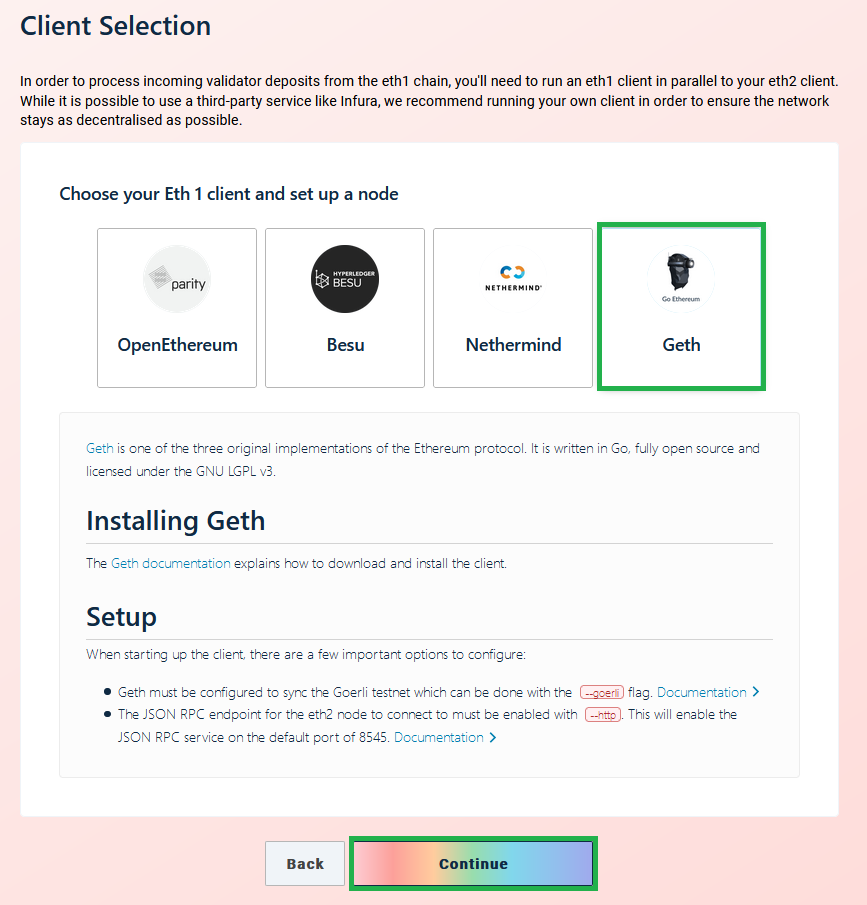 Client Selection
In order to process incoming validator deposits from the eth1 chain, you'll need to run an eth1 client in parallel to your eth2 client.
While it is possible to use a third-party service like Infura, we recommend running your own client in order to ensure the network
stays as decentralised as possible.
Choose your Eth 1 client and set up a node
parity
HYPERLEDGER
BESU
NETHERMIND
Go Ethereum
OpenEthereum
Besu
Nethermind
Geth
Geth is one of the three original implementations of the Ethereum protocol. It is written in Go, fully open source and
licensed under the GNU LGPL v3.
Installing Geth
The Geth documentation explains how to download and install the client.
Setup
When starting up the client, there are a few important options to configure:
Geth must be configured to sync the Goerli testnet which can be done with the --goerli flag. Documentation
The JSON RPC endpoint for the eth2 node to connect to must be enabled with --http. This will enable the
JSON RPC service on the default port of 8545. Documentation
Back
Continue